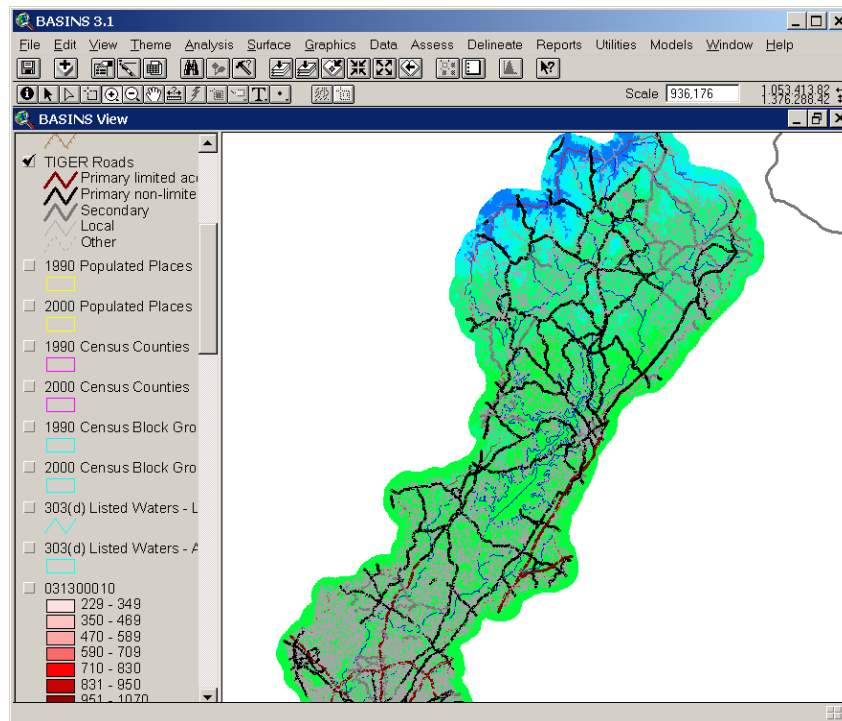 BASINS 3.1
File Edit View Theme Analysis Surface Graphics Data Assess Delineate Reports Utilities Models Window Help
Scale 936,176 1,053,413.82
1,376,288.42
BASINS View
TIGER Roads
Primary limited acc
Primary non-limite
Secondary
Local
Other
1990 Populated Places
2000 Populated Places
1990 Census Counties
2000 Census Counties
1990 Census Block Gro
2000 Census Block Gro
303(d) Listed Waters - L
303(d) Listed Waters - A
031300010
229 - 349
350 - 469
470 - 589
590 - 709
710 - 830
831 - 950
951 - 1070